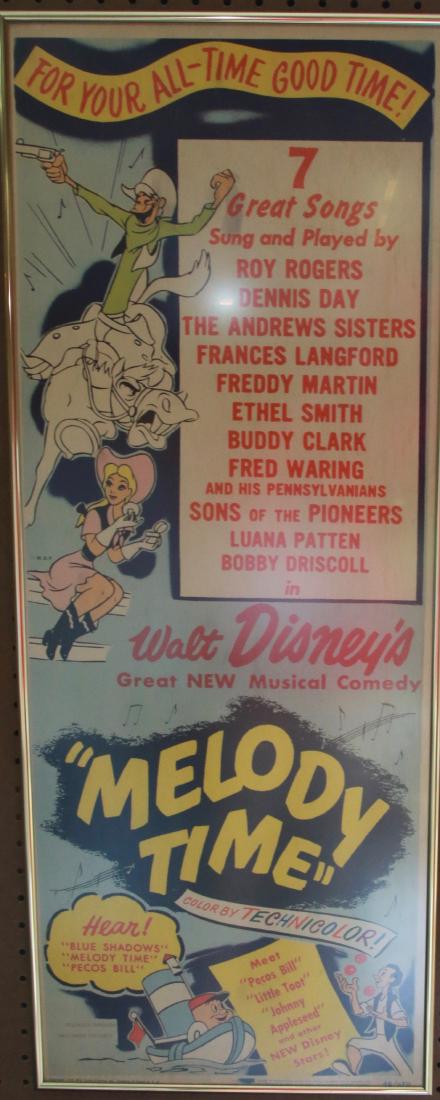 FOR YOUR ALL-TIME GOOD TIME!
7
Great Songs
Sung and Played by
ROY ROGERS
DENNIS DAY
THE ANDREWS SISTERS
FRANCES LANGFORD
FREDDY MARTIN
ETHEL SMITH
BUDDY CLARK
FRED WARING
AND HIS PENNSYLVANIANS
SONS OF THE PIONEERS
LUANA PATTEN
BOBBY DRISCOLL
in
Walt Disney's
Great NEW Musical Comedy
"MELODY
TIME"
COLOR BY TECHNICOLOR!
Hear!
"BLUE SHADOWS"
"MELODY TIME"
"PECOS BILL"
Meet
"Pecos Bill"
"Little Toot"
"Johnny
Appleseed"
and other
NEW Disney
Stars!